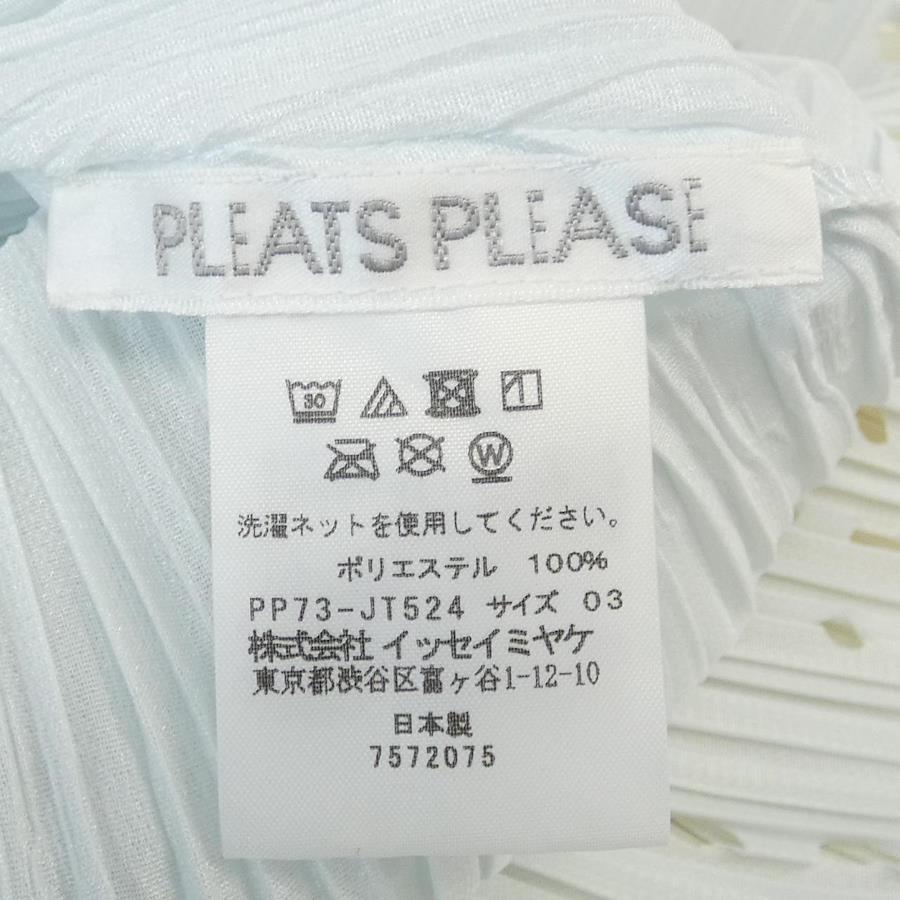 PLEATS PLEASE
30
1
W
洗濯ネットを使用してください。
ポリエステル 100%
PP73-JT524 サイズ 03
株式会社イッセイミヤケ
東京都渋谷区富ヶ谷1-12-10
日本製
7572075